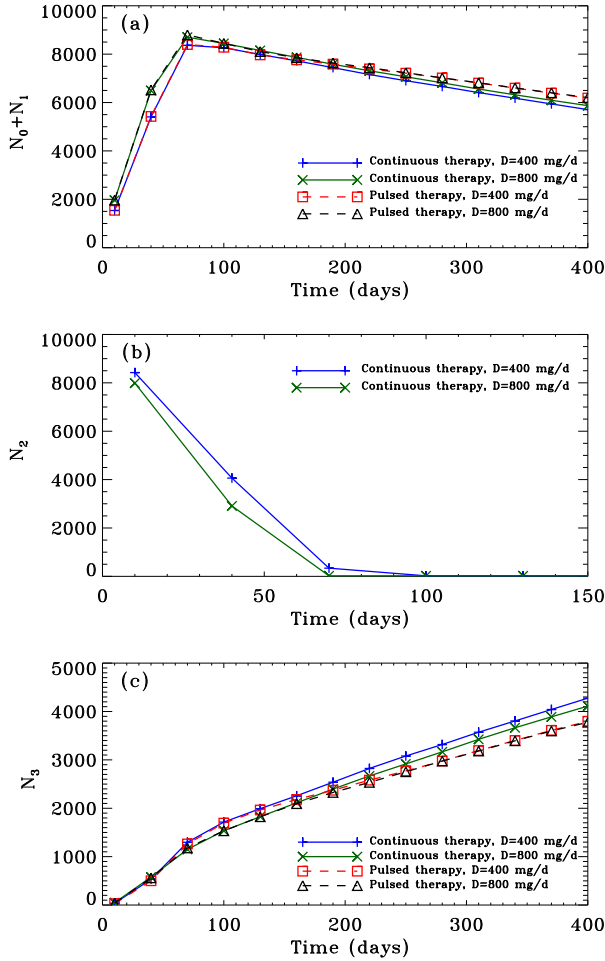 (a)
10000
8000
6000
4000
2000
0
N0+N1
Continuous therapy, D=400 mg/d
Continuous therapy, D=800 mg/d
Pulsed therapy, D=400 mg/d
Pulsed therapy, D=800 mg/d
0 100 200 300 400
Time (days)
(b)
10000
8000
6000
4000
2000
0
N2
Continuous therapy, D=400 mg/d
Continuous therapy, D=800 mg/d
0 50 100 150
Time (days)
(c)
5000
4000
3000
2000
1000
0
N3
Continuous therapy, D=400 mg/d
Continuous therapy, D=800 mg/d
Pulsed therapy, D=400 mg/d
Pulsed therapy, D=800 mg/d
0 100 200 300 400
Time (days)